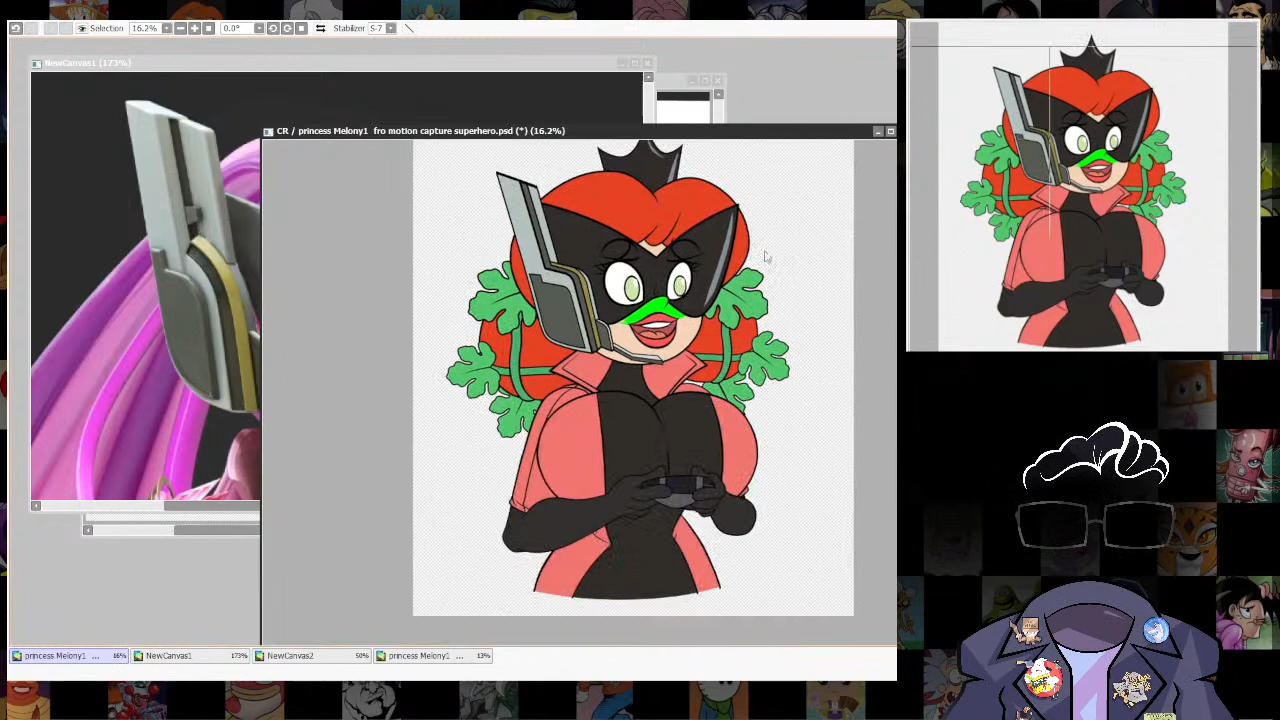 Selection 16.2% 0.0° Stabilizer S-7
NewCanvas1 (173%)
CR / princess Melony1 fro motion capture superhero.psd (*) (16.2%)
princess Melony1 ... 16% NewCanvas1 173% NewCanvas2 50% princess Melony1 ... 13%